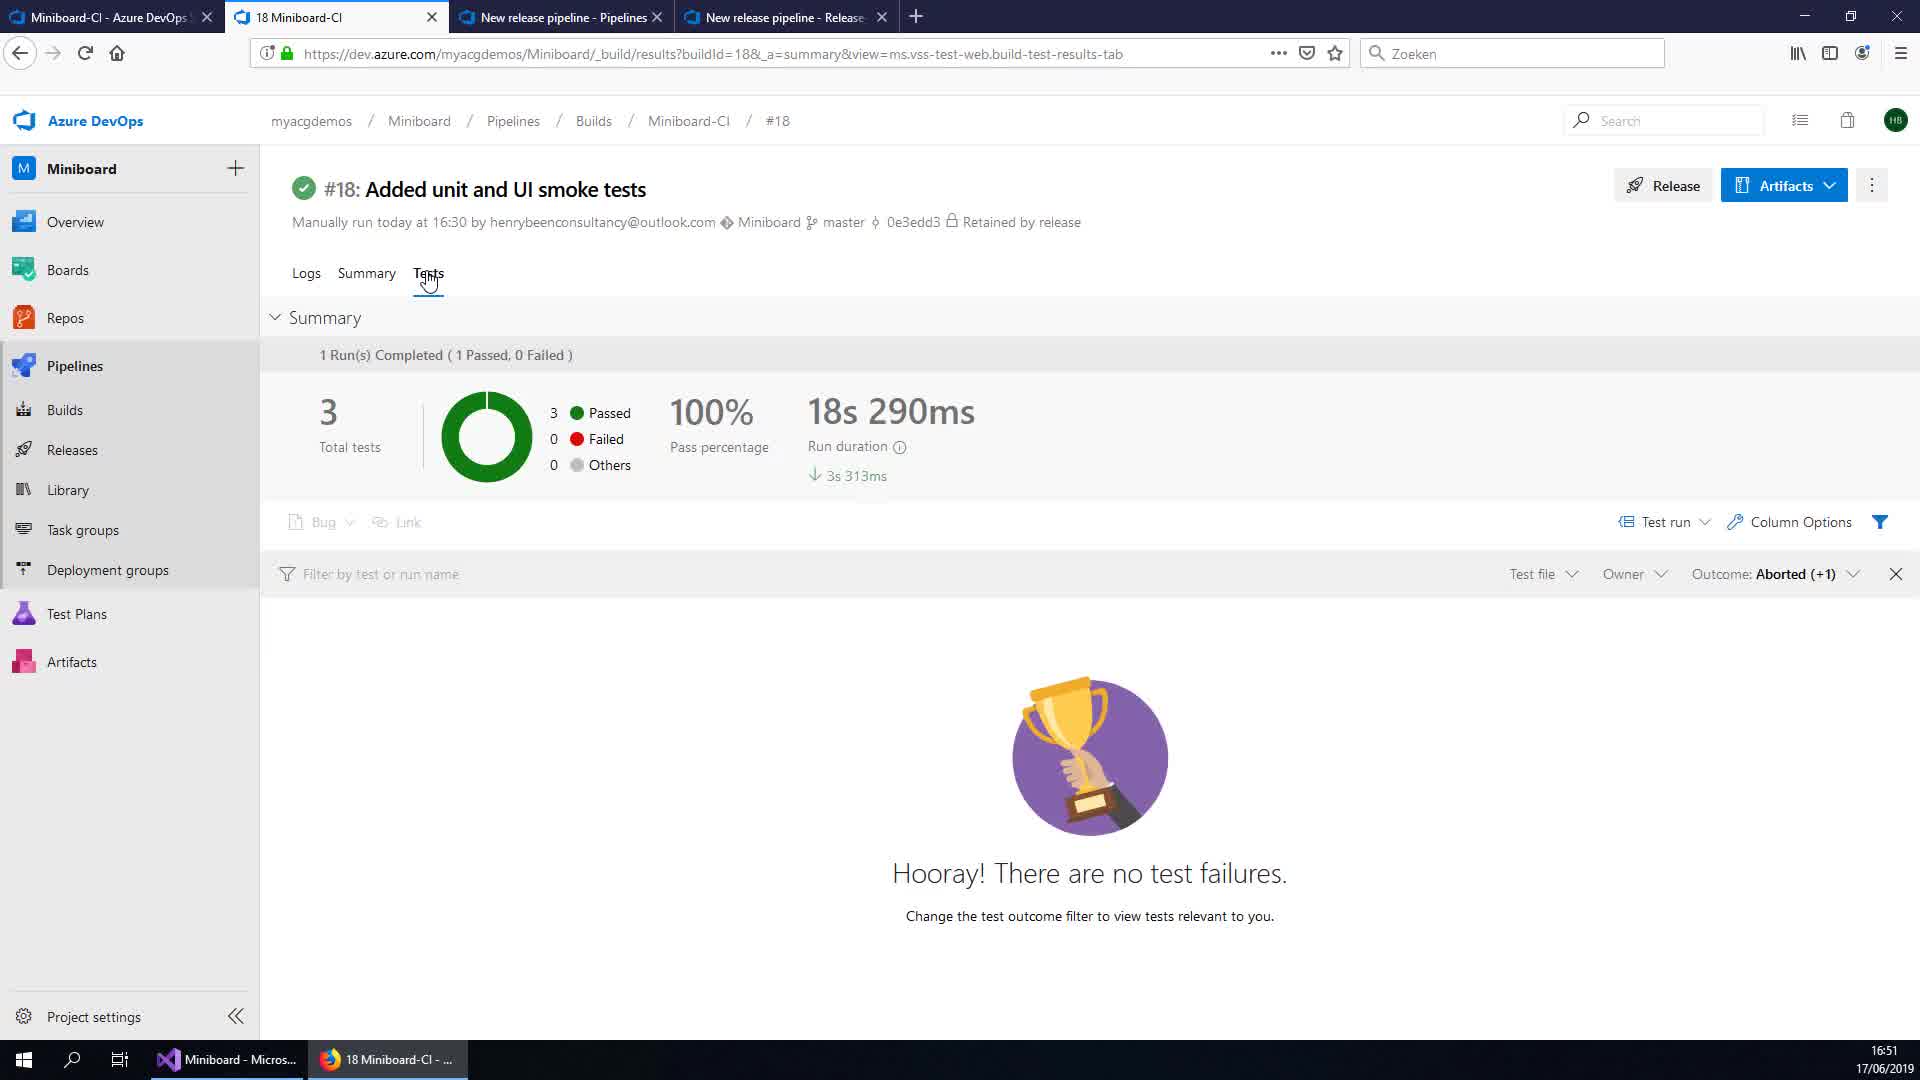 Miniboard-CI - Azure DevOps
18 Miniboard-CI
New release pipeline - Pipelines
New release pipeline - Release
https://dev.azure.com/myacgdemos/Miniboard/_build/results?buildId=18&_a=summary&view=ms.vss-test-web.build-test-results-tab
Zoeken
Azure DevOps
myacgdemos / Miniboard / Pipelines / Builds / Miniboard-CI / #18
Search
HB
M Miniboard
Overview
Boards
Repos
Pipelines
Builds
Releases
Library
Task groups
Deployment groups
Test Plans
Artifacts
Project settings
#18: Added unit and UI smoke tests
Release
Artifacts
Manually run today at 16:30 by henrybeenconsultancy@outlook.com Miniboard master 0e3edd3 Retained by release
Logs Summary Tests
Summary
1 Run(s) Completed ( 1 Passed, 0 Failed )
3
Total tests
3 Passed
0 Failed
0 Others
100%
Pass percentage
18s 290ms
Run duration
3s 313ms
Bug Link
Test run Column Options
Filter by test or run name
Test file Owner Outcome: Aborted (+1)
Hooray! There are no test failures.
Change the test outcome filter to view tests relevant to you.
Miniboard - Micros...
18 Miniboard-CI - ...
16:51
17/06/2019